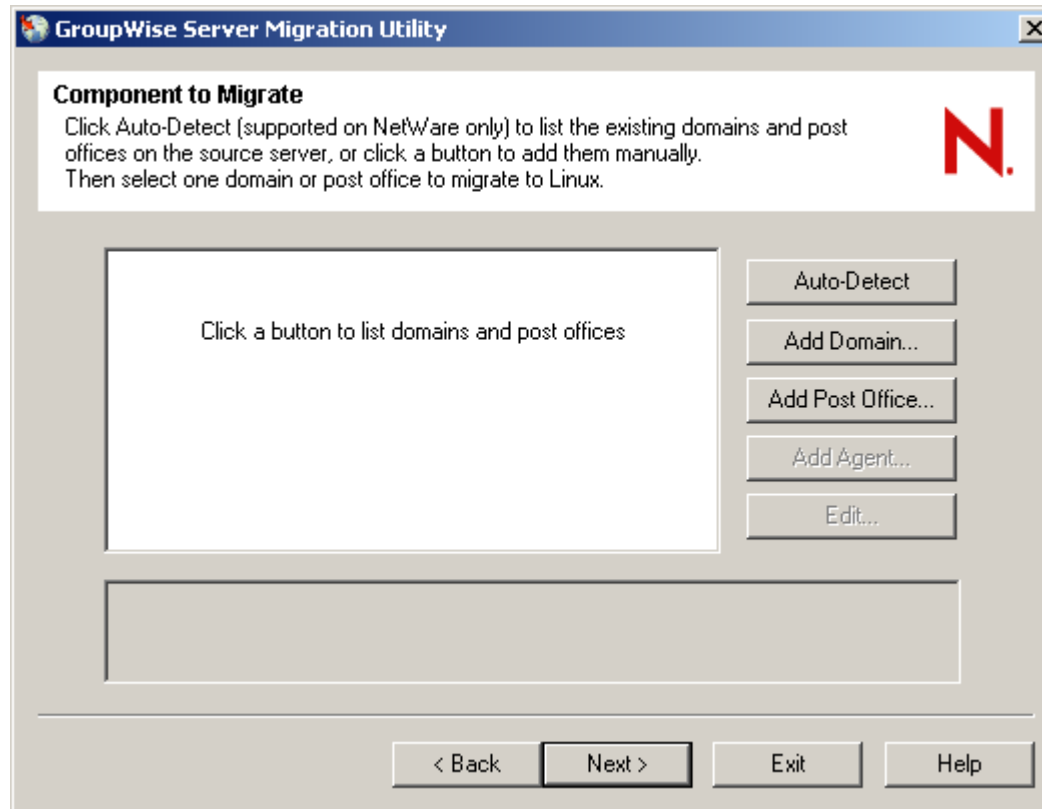 GroupWise Server Migration Utility
Component to Migrate
Click Auto-Detect (supported on NetWare only) to list the existing domains and post
offices on the source server, or click a button to add them manually.
Then select one domain or post office to migrate to Linux.
N.
Click a button to list domains and post offices
Auto-Detect
Add Domain...
Add Post Office...
Add Agent...
Edit...
< Back
Next >
Exit
Help